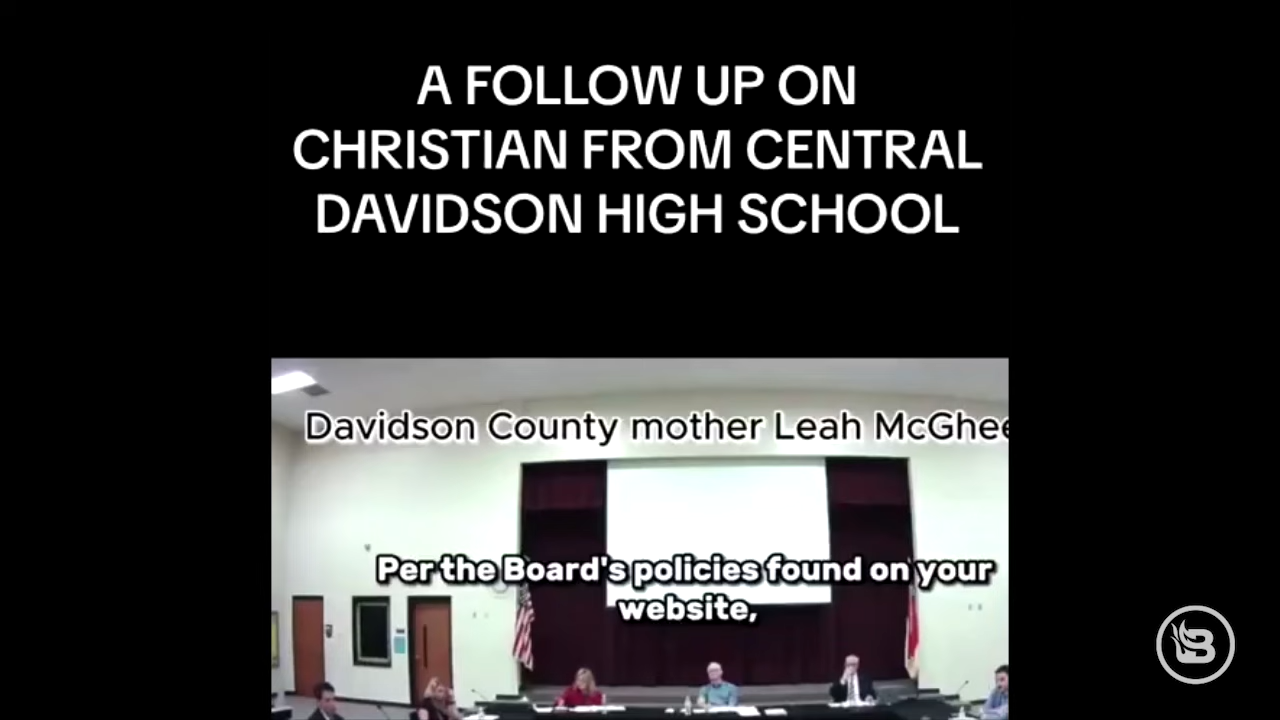 A FOLLOW UP ON
CHRISTIAN FROM CENTRAL
DAVIDSON HIGH SCHOOL
Davidson County mother Leah McGhee
Per the Board's policies found on your
website,
B